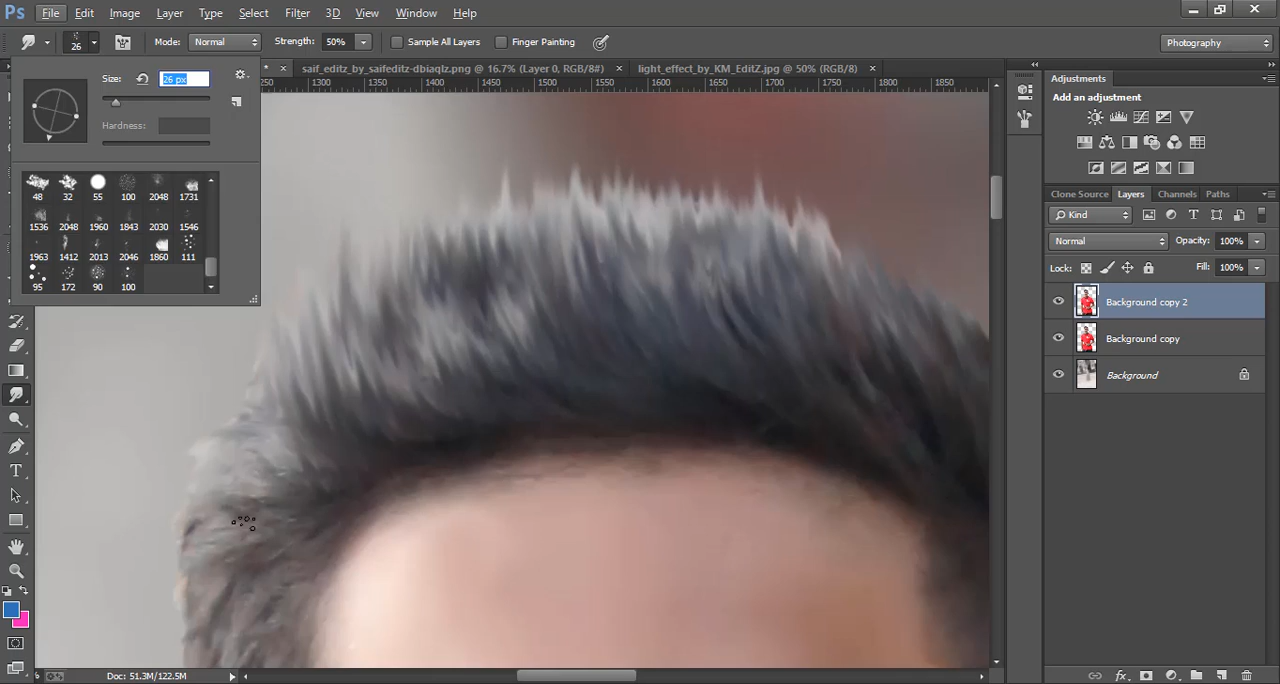 Ps File Edit Image Layer Type Select Filter 3D View Window Help
26 Mode: Normal Strength: 50% Sample All Layers Finger Painting Photography
Size: 26 px
Hardness:
* × saif_editz_by_saifeditz-dbiaqlz.png @ 16.7% (Layer 0, RGB/8#) × light_effect_by_KM_EditZ.jpg @ 50% (RGB/8) ×
1300 1350 1400 1450 1500 1550 1600 1650 1700 1750 1800 1850
48 32 55 100 2048 1731
1536 2048 1960 1843 2030 1546
1963 1412 2013 2046 1860 111
95 172 90 100
Adjustments
Add an adjustment
Clone Source Layers Channels Paths
Kind
Normal Opacity: 100%
Lock: Fill: 100%
Background copy 2
Background copy
Background
Doc: 51.3M/122.5M